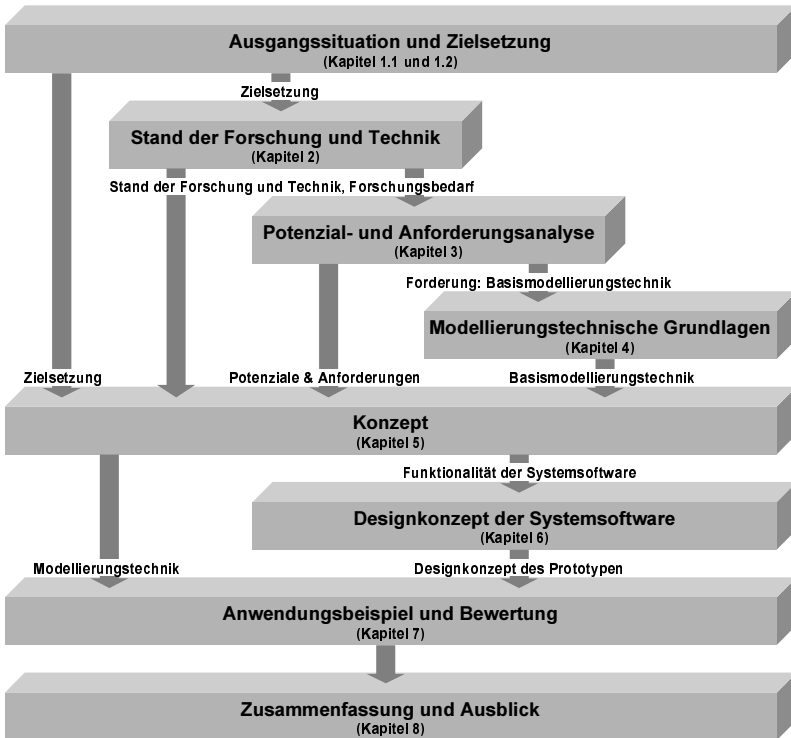 Ausgangssituation und Zielsetzung
(Kapitel 1.1 und 1.2)
Zielsetzung
Stand der Forschung und Technik
(Kapitel 2)
Stand der Forschung und Technik, Forschungsbedarf
Potenzial- und Anforderungsanalyse
(Kapitel 3)
Forderung: Basismodellierungstechnik
Modellierungstechnische Grundlagen
(Kapitel 4)
Zielsetzung
Potenziale & Anforderungen
Basismodellierungstechnik
Konzept
(Kapitel 5)
Funktionalität der Systemsoftware
Designkonzept der Systemsoftware
(Kapitel 6)
Modellierungstechnik
Designkonzept des Prototypen
Anwendungsbeispiel und Bewertung
(Kapitel 7)
Zusammenfassung und Ausblick
(Kapitel 8)